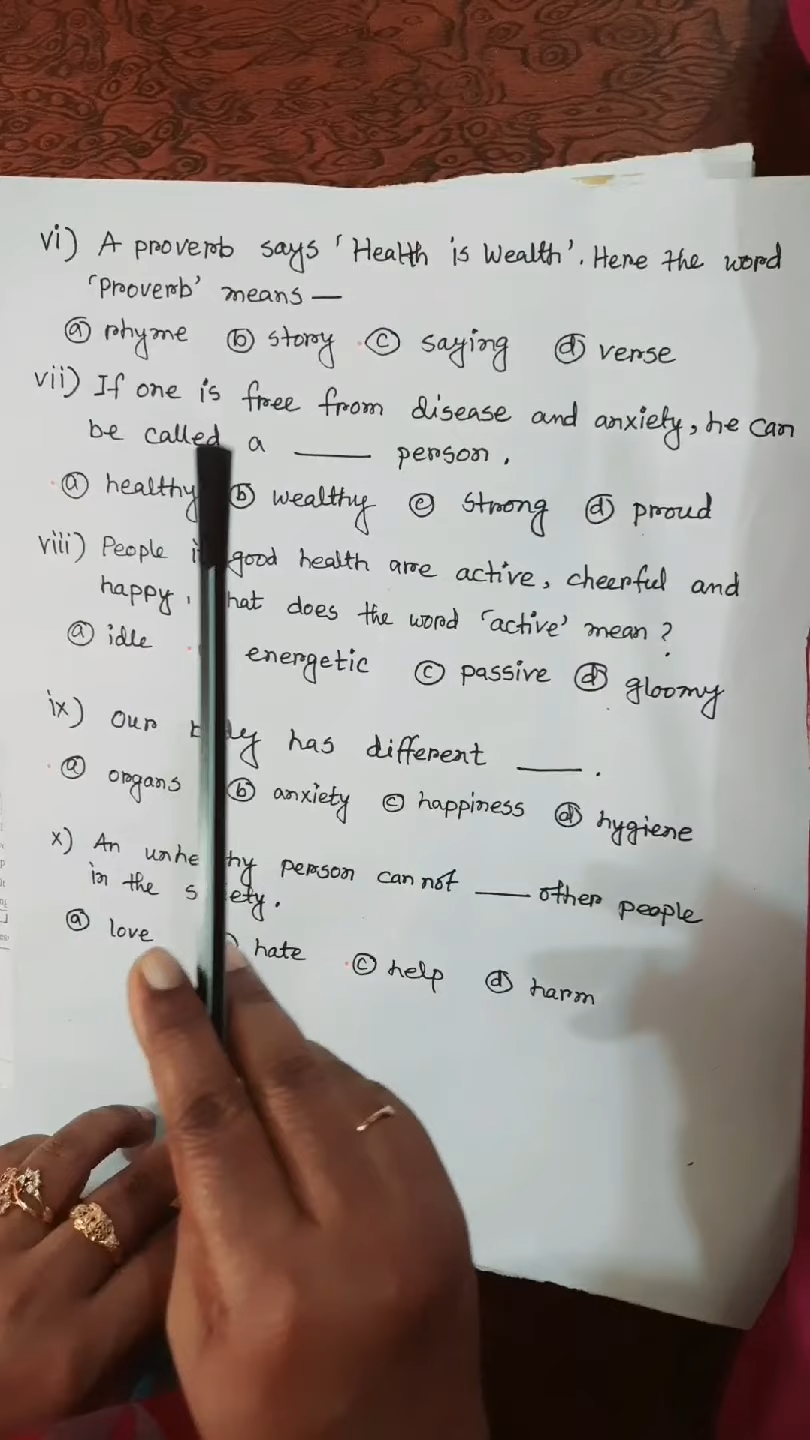 vi) A proverb says 'Health is Wealth'. Here the word
'Proverb' means —
ⓐ rhyme ⓑ story ⓒ saying ⓓ verse
vii) If one is free from disease and anxiety, he can
be called a ____ person.
ⓐ healthy ⓑ wealthy ⓒ strong ⓓ proud
viii) People good health are active, cheerful and
happy, hat does the word 'active' mean?
ⓐ idle energetic ⓒ passive ⓓ gloomy
ix) Our has different ____.
ⓐ organs ⓑ anxiety ⓒ happiness ⓓ hygiene
x) An unhe thy person can not ____ other people
in the s iety.
ⓐ love hate ⓒ help ⓓ harm